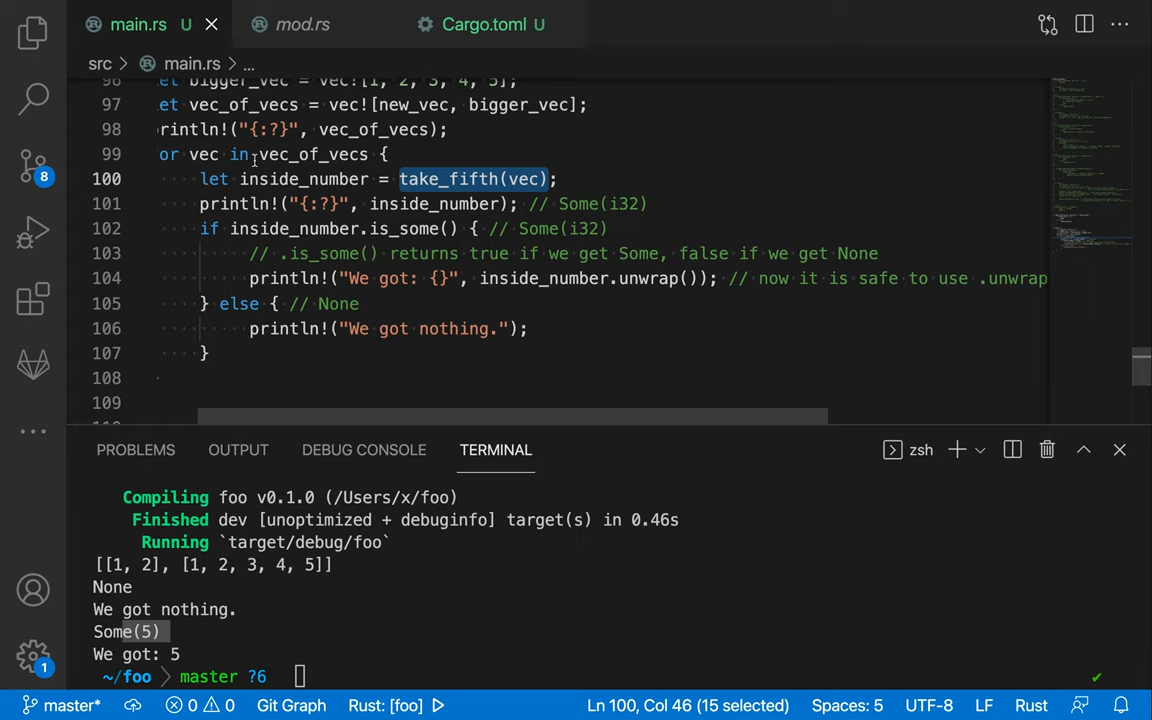 main.rs U mod.rs Cargo.toml U
src > main.rs > ...
96 et bigger_vec = vec![1, 2, 3, 4, 5];
97 et vec_of_vecs = vec![new_vec, bigger_vec];
98 rintln!("{:?}", vec_of_vecs);
99 or vec in vec_of_vecs {
100 let inside_number = take_fifth(vec);
101 println!("{:?}", inside_number); // Some(i32)
102 if inside_number.is_some() { // Some(i32)
103 // .is_some() returns true if we get Some, false if we get None
104 println!("We got: {}", inside_number.unwrap()); // now it is safe to use .unwrap
105 } else { // None
106 println!("We got nothing.");
107 }
108
109
110
PROBLEMS OUTPUT DEBUG CONSOLE TERMINAL zsh
Compiling foo v0.1.0 (/Users/x/foo)
Finished dev [unoptimized + debuginfo] target(s) in 0.46s
Running `target/debug/foo`
[[1, 2], [1, 2, 3, 4, 5]]
None
We got nothing.
Some(5)
We got: 5
~/foo > master ?6
8
1
master* 0 0 Git Graph Rust: [foo] Ln 100, Col 46 (15 selected) Spaces: 5 UTF-8 LF Rust